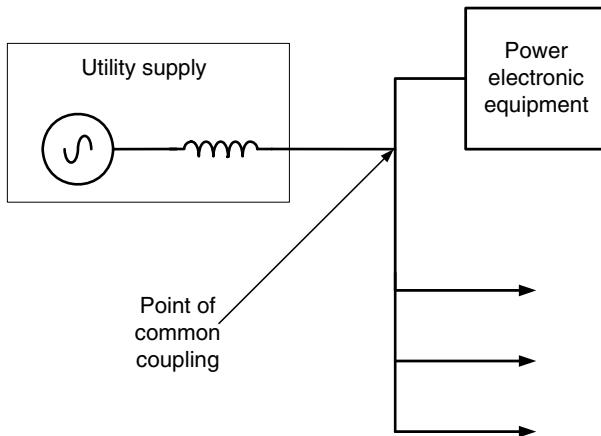 Utility supply
Power
electronic
equipment
Point of
common
coupling